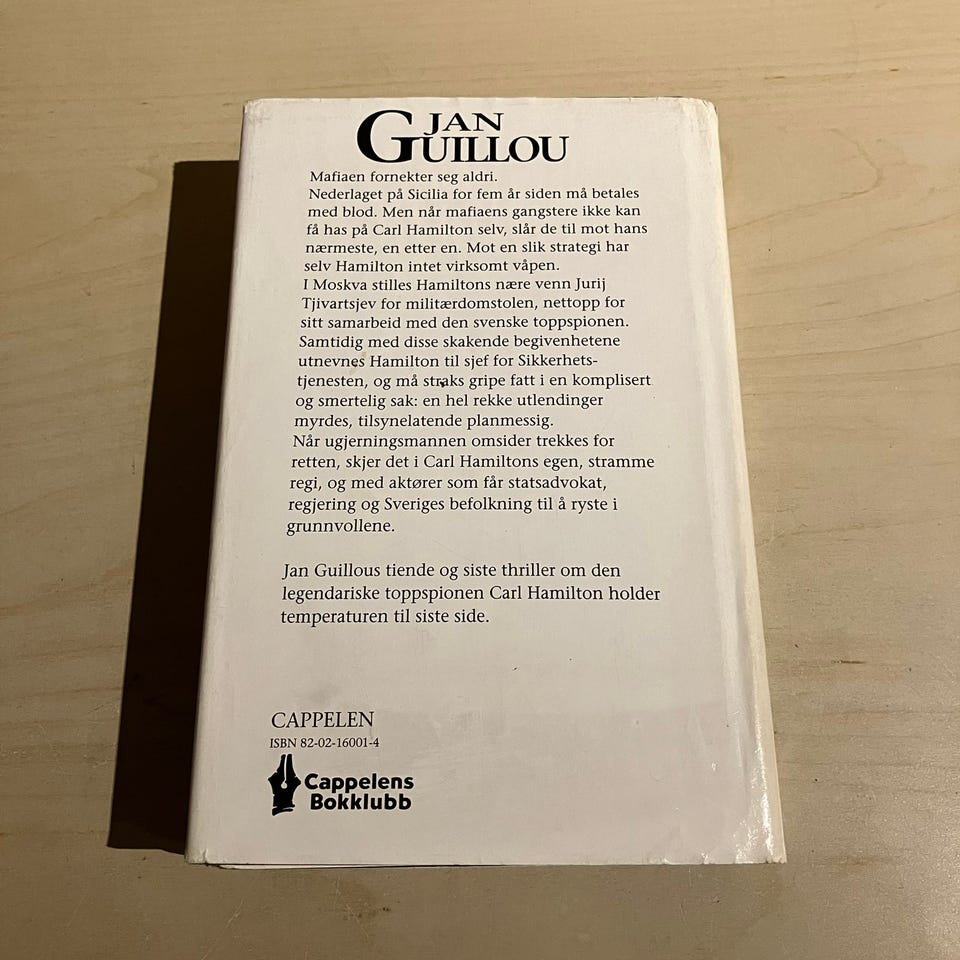 JAN
GUILLOU
Mafiaen fornekter seg aldri.
Nederlaget på Sicilia for fem år siden må betales
med blod. Men når mafiaens gangstere ikke kan
få has på Carl Hamilton selv, slår de til mot hans
nærmeste, en etter en. Mot en slik strategi har
selv Hamilton intet virksomt våpen.
I Moskva stilles Hamiltons nære venn Jurij
Tjivartsjev for militærdomstolen, nettopp for
sitt samarbeid med den svenske toppspionen.
Samtidig med disse skakende begivenhetene
utnevnes Hamilton til sjef for Sikkerhets-
tjenesten, og må straks gripe fatt i en komplisert
og smertelig sak: en hel rekke utlendinger
myrdes, tilsynelatende planmessig.
Når ugjerningsmannen omsider trekkes for
retten, skjer det i Carl Hamiltons egen, stramme
regi, og med aktører som får statsadvokat,
regjering og Sveriges befolkning til å ryste i
grunnvollene.
Jan Guillous tiende og siste thriller om den
legendariske toppspionen Carl Hamilton holder
temperaturen til siste side.
CAPPELEN
ISBN 82-02-16001-4
Cappelens
Bokklubb